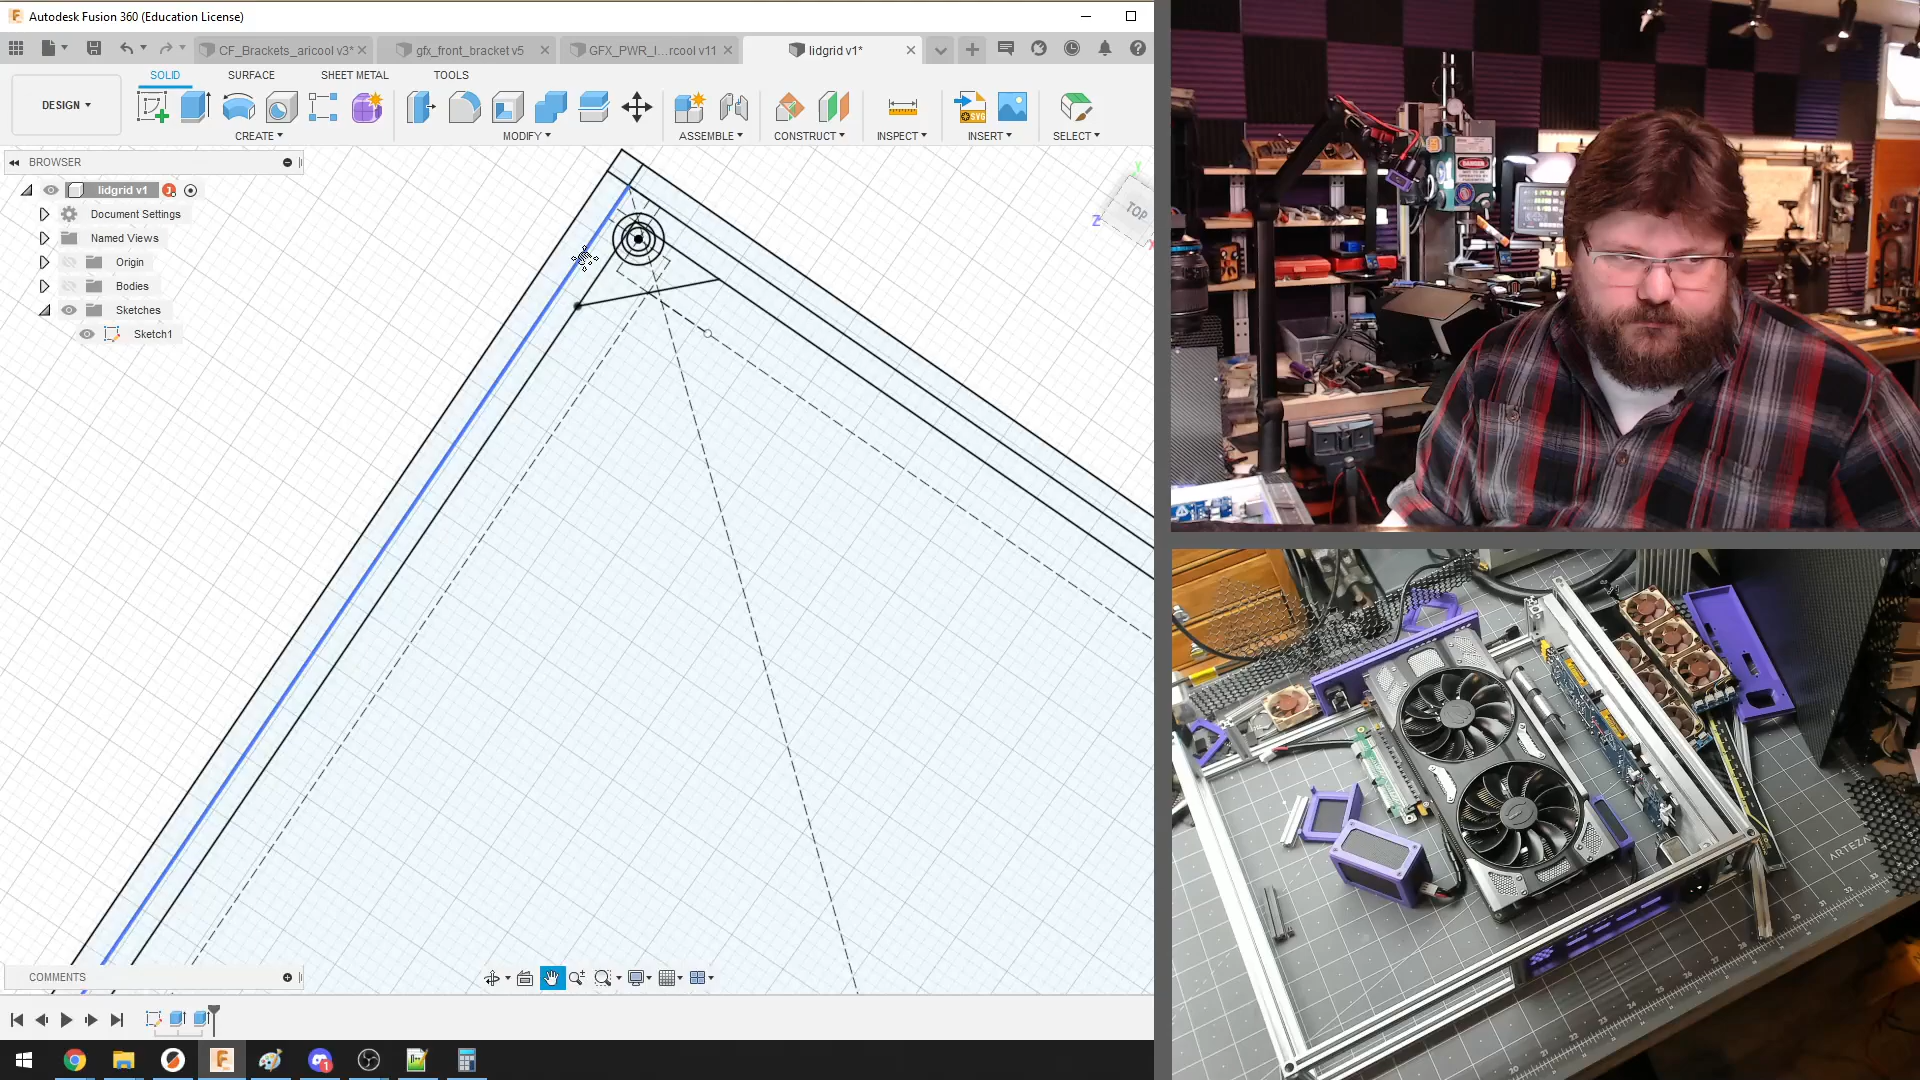 Autodesk Fusion 360 (Education License)
CF_Brackets_aricool v3*
gfx_front_bracket v5
GFX_PWR_I...rcool v11
lidgrid v1*
SOLID
SURFACE
SHEET METAL
TOOLS
DESIGN
CREATE
MODIFY
ASSEMBLE
CONSTRUCT
INSPECT
INSERT
SELECT
BROWSER
lidgrid v1
Document Settings
Named Views
Origin
Bodies
Sketches
Sketch1
TOP
Y
Z
COMMENTS
DANGER
ARTEZA